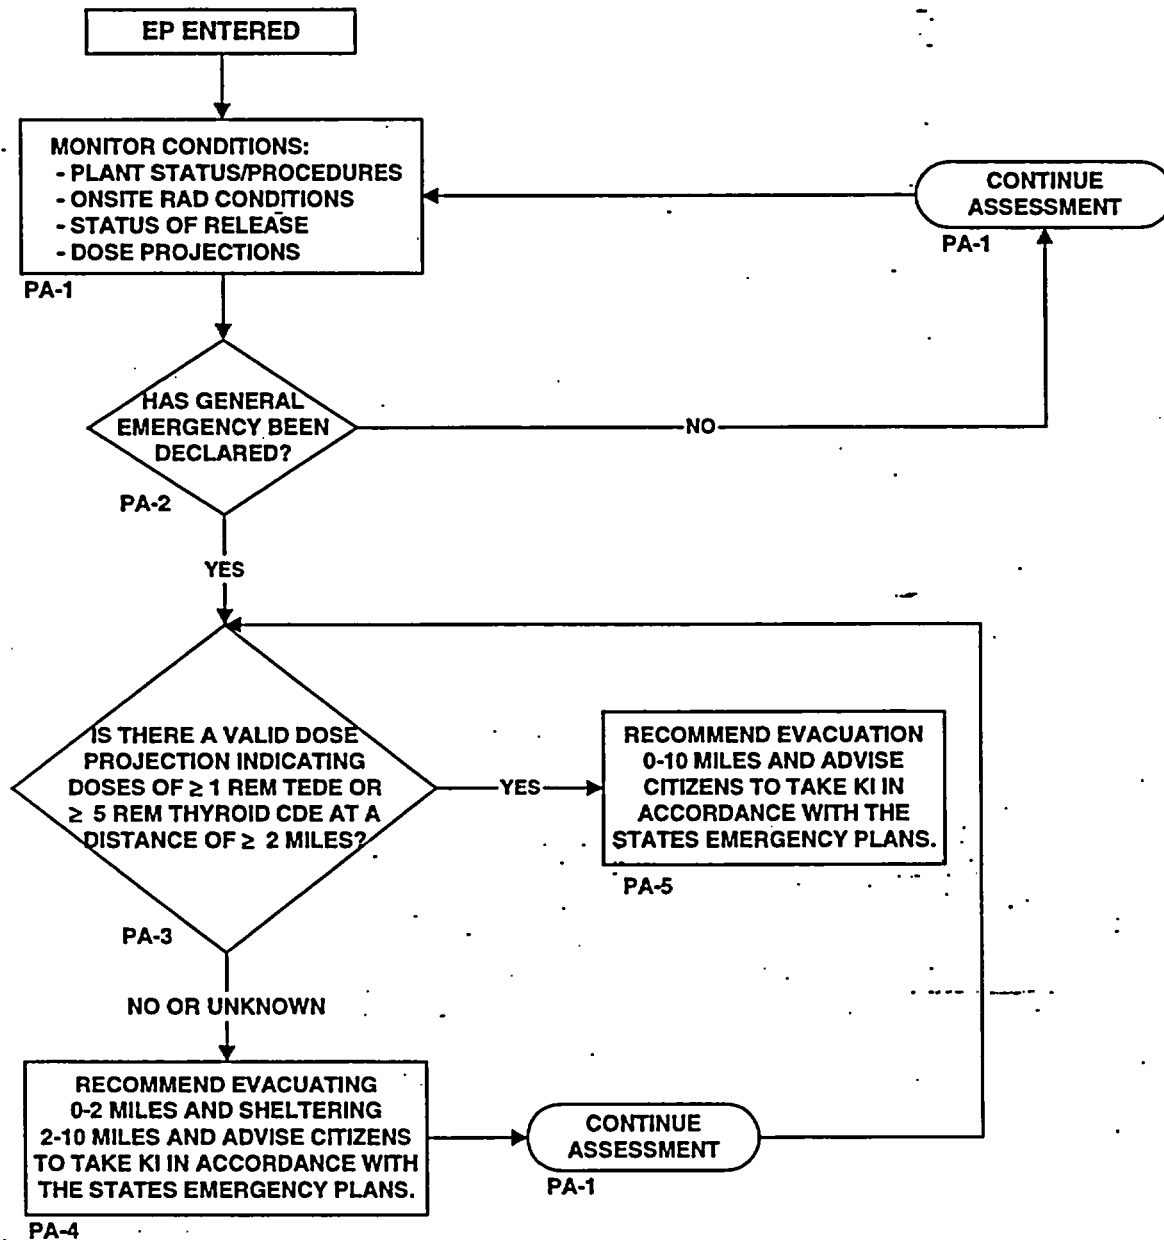 EP ENTERED
MONITOR CONDITIONS:
- PLANT STATUS/PROCEDURES
- ONSITE RAD CONDITIONS
- STATUS OF RELEASE
- DOSE PROJECTIONS
PA-1
CONTINUE
ASSESSMENT
PA-1
HAS GENERAL
EMERGENCY BEEN
DECLARED?
PA-2
NO
YES
IS THERE A VALID DOSE
PROJECTION INDICATING
DOSES OF ≥ 1 REM TEDE OR
≥ 5 REM THYROID CDE AT A
DISTANCE OF ≥ 2 MILES?
PA-3
YES
RECOMMEND EVACUATION
0-10 MILES AND ADVISE
CITIZENS TO TAKE KI IN
ACCORDANCE WITH THE
STATES EMERGENCY PLANS.
PA-5
NO OR UNKNOWN
RECOMMEND EVACUATING
0-2 MILES AND SHELTERING
2-10 MILES AND ADVISE CITIZENS
TO TAKE KI IN ACCORDANCE WITH
THE STATES EMERGENCY PLANS.
PA-4
CONTINUE
ASSESSMENT
PA-1